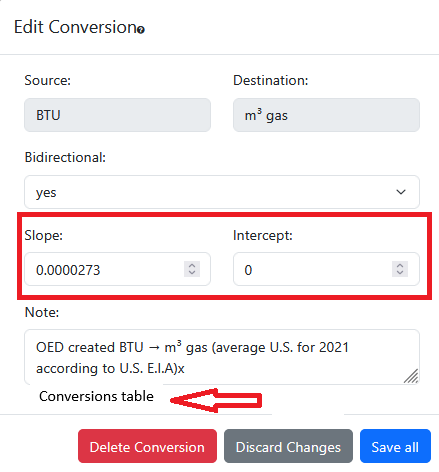 Edit Conversion
Source: Destination:
BTU m³ gas
Bidirectional:
yes
Slope: Intercept:
0.0000273 0
Note:
OED created BTU → m³ gas (average U.S. for 2021
according to U.S. E.I.A)x
Conversions table
Delete Conversion Discard Changes Save all